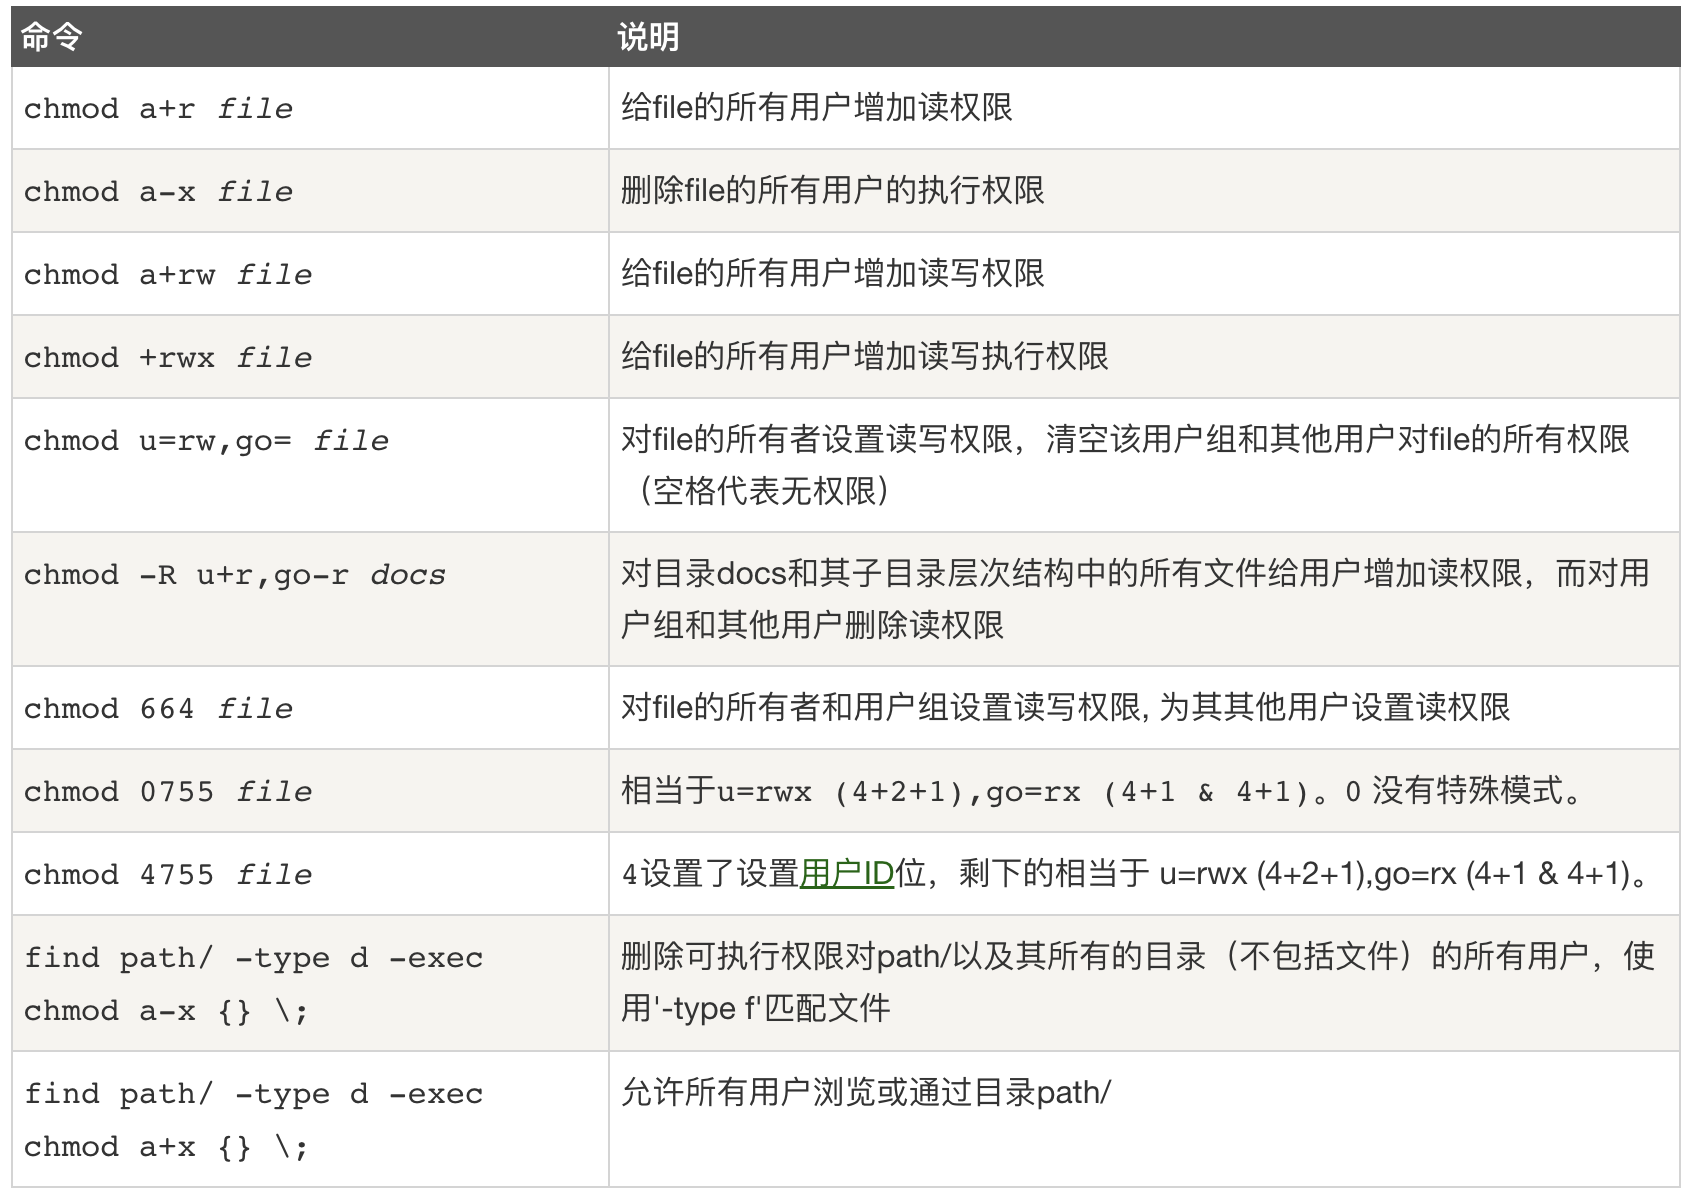 命令 说明
chmod a+r file 给file的所有用户增加读权限
chmod a-x file 删除file的所有用户的执行权限
chmod a+rw file 给file的所有用户增加读写权限
chmod +rwx file 给file的所有用户增加读写执行权限
chmod u=rw,go= file 对file的所有者设置读写权限，清空该用户组和其他用户对file的所有权限
（空格代表无权限）
chmod -R u+r,go-r docs 对目录docs和其子目录层次结构中的所有文件给用户增加读权限，而对用
户组和其他用户删除读权限
chmod 664 file 对file的所有者和用户组设置读写权限, 为其其他用户设置读权限
chmod 0755 file 相当于u=rwx (4+2+1),go=rx (4+1 & 4+1)。0 没有特殊模式。
chmod 4755 file 4设置了设置用户ID位，剩下的相当于 u=rwx (4+2+1),go=rx (4+1 & 4+1)。
find path/ -type d -exec
chmod a-x {} \;
删除可执行权限对path/以及其所有的目录（不包括文件）的所有用户，使
用'-type f'匹配文件
find path/ -type d -exec
chmod a+x {} \;
允许所有用户浏览或通过目录path/